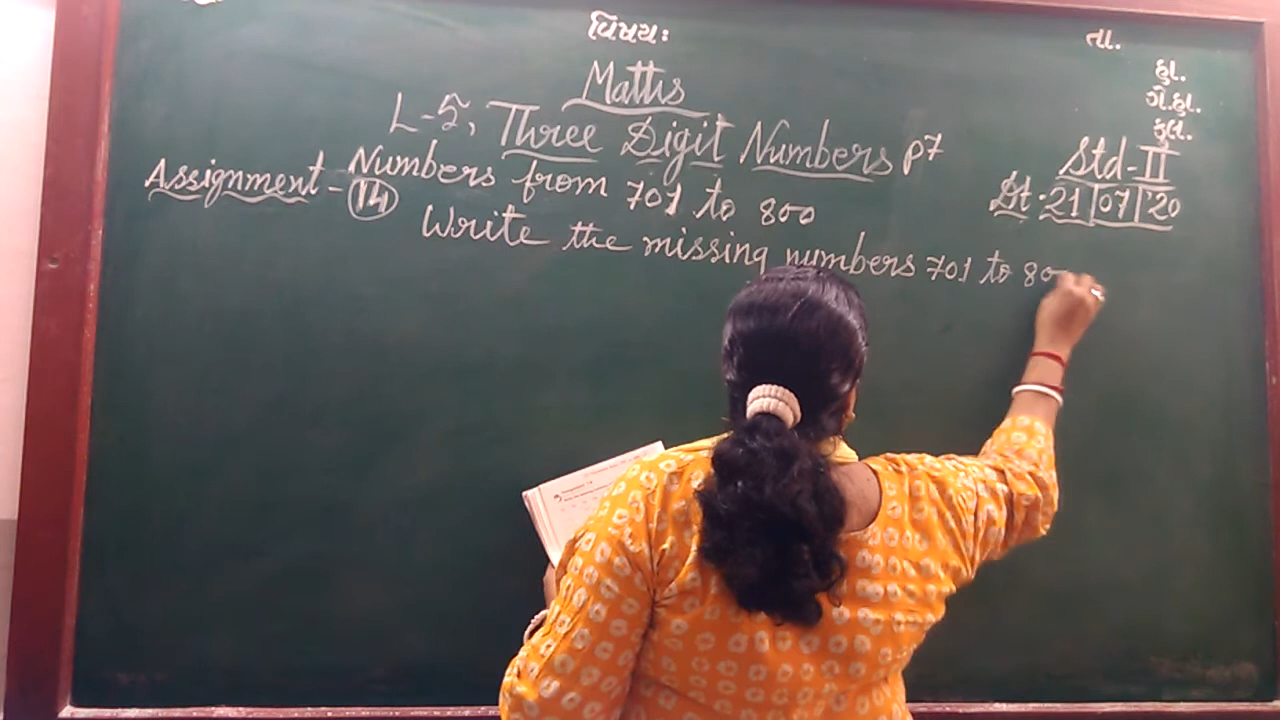 વિષય:
તા.
હા.
ગે.હા.
કુલ.
Maths
L-5, Three Digit Numbers P7
Std-II
Numbers from 701 to 800
Dt:21|07|'20
Assignment-14
Write the missing numbers 701 to 800